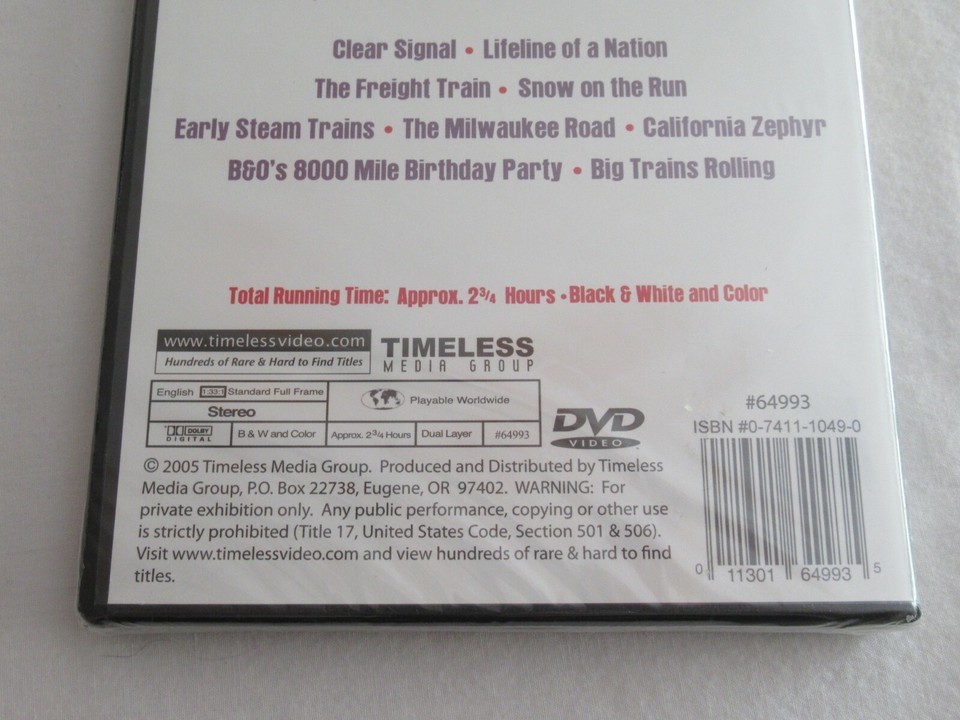 Clear Signal • Lifeline of a Nation
The Freight Train • Snow on the Run
Early Steam Trains • The Milwaukee Road • California Zephyr
B&O's 8000 Mile Birthday Party • Big Trains Rolling
Total Running Time: Approx. 2 3/4 Hours • Black & White and Color
www.timelessvideo.com
Hundreds of Rare & Hard to Find Titles
TIMELESS
MEDIA GROUP
English 1:33:1 Standard Full Frame
Stereo
Playable Worldwide
DOLBY
DIGITAL
B & W and Color
Approx. 2 3/4 Hours
Dual Layer
#64993
DVD
VIDEO
#64993
ISBN #0-7411-1049-0
© 2005 Timeless Media Group. Produced and Distributed by Timeless
Media Group, P.O. Box 22738, Eugene, OR 97402. WARNING: For
private exhibition only. Any public performance, copying or other use
is strictly prohibited (Title 17, United States Code, Section 501 & 506).
Visit www.timelessvideo.com and view hundreds of rare & hard to find
titles.
0 11301 64993 5